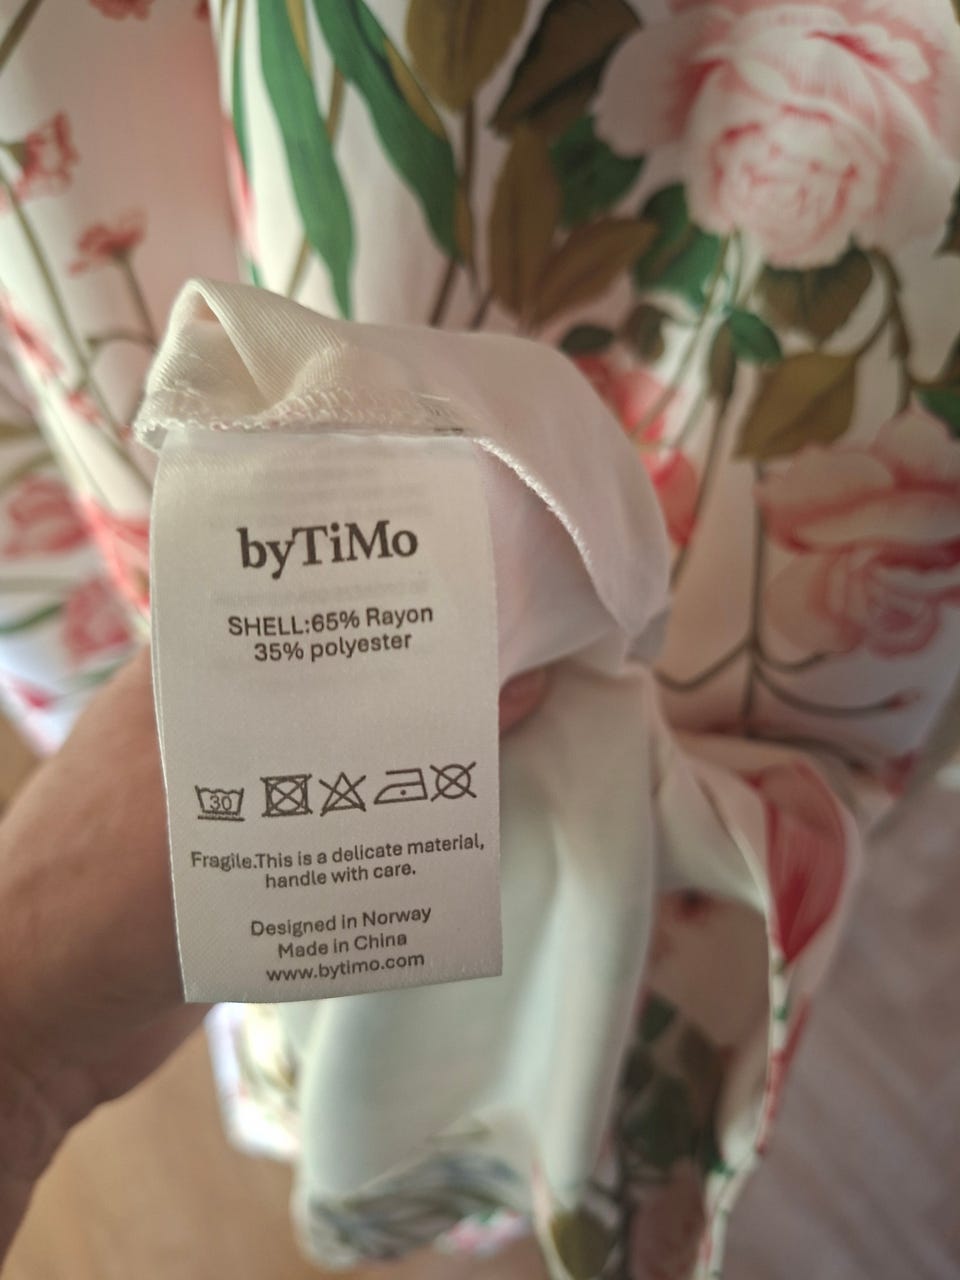 byTiMo
SHELL:65% Rayon
35% polyester
30
Fragile.This is a delicate material,
handle with care.
Designed in Norway
Made in China
www.bytimo.com